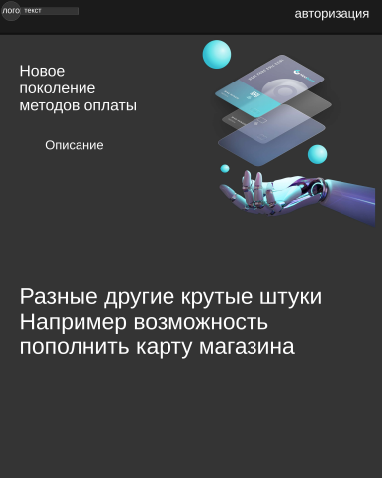 лого текст
авторизация
Новое
поколение
методов оплаты
Описание
Разные другие крутые штуки
Например возможность
пополнить карту магазина